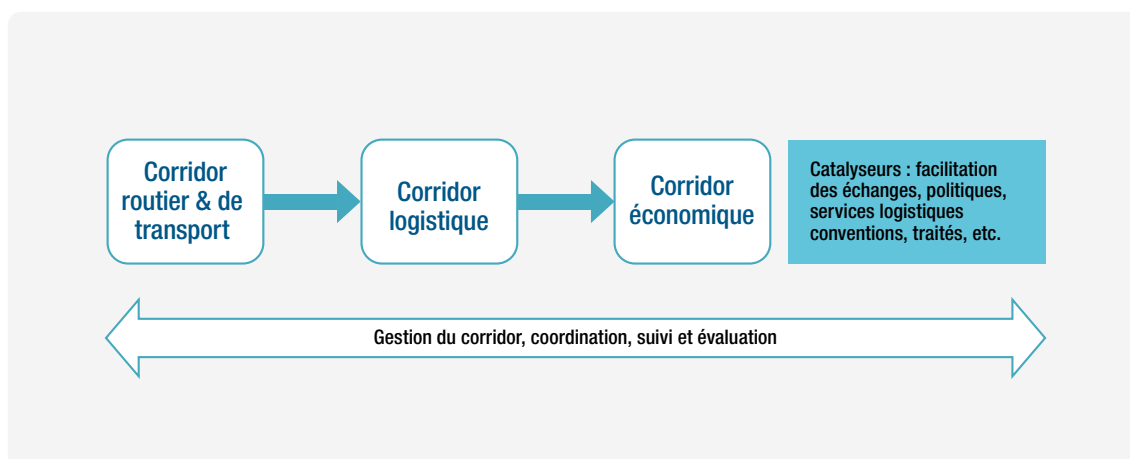 Corridor
routier & de
transport
Corridor
logistique
Corridor
économique
Catalyseurs : facilitation
des échanges, politiques,
services logistiques
conventions, traités, etc.
Gestion du corridor, coordination, suivi et évaluation